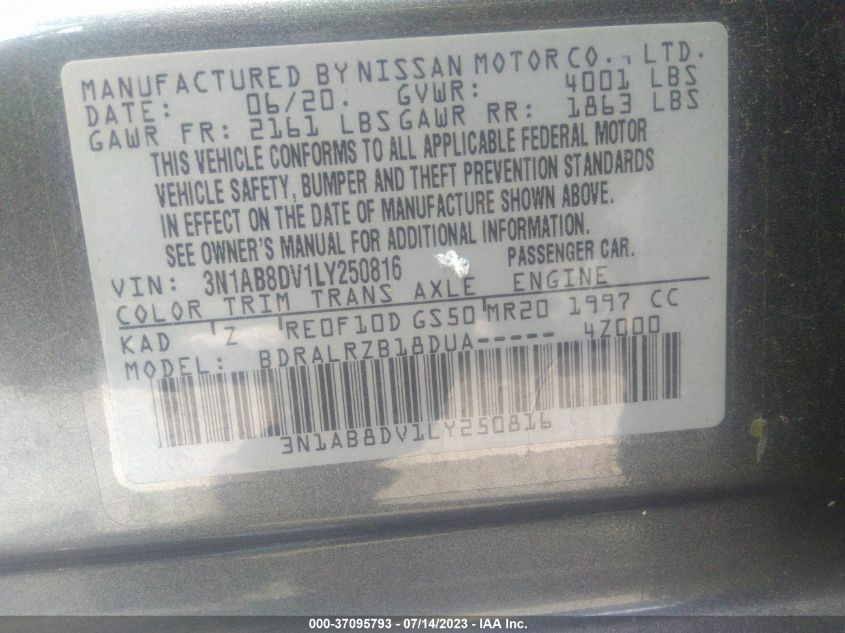 MANUFACTURED BY NISSAN MOTOR CO., LTD.
DATE: 06/20. GVWR: 4001 LBS
GAWR FR: 2161 LBS GAWR RR: 1863 LBS
THIS VEHICLE CONFORMS TO ALL APPLICABLE FEDERAL MOTOR
VEHICLE SAFETY, BUMPER AND THEFT PREVENTION STANDARDS
IN EFFECT ON THE DATE OF MANUFACTURE SHOWN ABOVE.
SEE OWNER'S MANUAL FOR ADDITIONAL INFORMATION.
VIN: 3N1AB8DV1LY250816 PASSENGER CAR.
COLOR TRIM TRANS AXLE ENGINE
KAD Z RE0F10D GS50 MR20 1997 CC
MODEL: BDRALRZB18DUA----- 4Z000
3N1AB8DV1LY250816
000-37095793 - 07/14/2023 - IAA Inc.